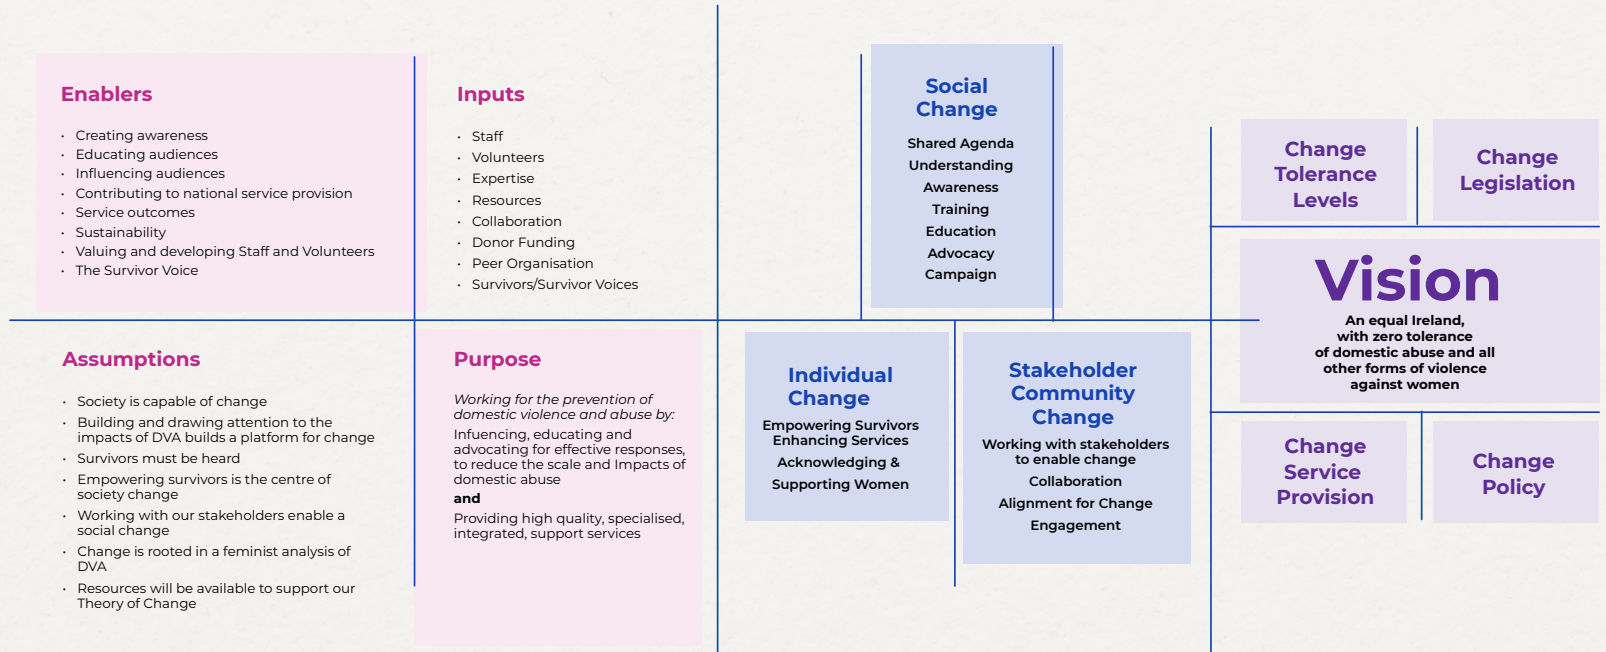 Enablers
• Creating awareness
• Educating audiences
• Influencing audiences
• Contributing to national service provision
• Service outcomes
• Sustainability
• Valuing and developing Staff and Volunteers
• The Survivor Voice
Inputs
• Staff
• Volunteers
• Expertise
• Resources
• Collaboration
• Donor Funding
• Peer Organisation
• Survivors/Survivor Voices
Assumptions
• Society is capable of change
• Building and drawing attention to the
impacts of DVA builds a platform for change
• Survivors must be heard
• Empowering survivors is the centre of
society change
• Working with our stakeholders enable a
social change
• Change is rooted in a feminist analysis of
DVA
• Resources will be available to support our
Theory of Change
Purpose
Working for the prevention of
domestic violence and abuse by:
Infuencing, educating and
advocating for effective responses,
to reduce the scale and Impacts of
domestic abuse
and
Providing high quality, specialised,
integrated, support services
Social
Change
Shared Agenda
Understanding
Awareness
Training
Education
Advocacy
Campaign
Individual
Change
Empowering Survivors
Enhancing Services
Acknowledging &
Supporting Women
Stakeholder
Community
Change
Working with stakeholders
to enable change
Collaboration
Alignment for Change
Engagement
Change
Tolerance
Levels
Change
Legislation
Vision
An equal Ireland,
with zero tolerance
of domestic abuse and all
other forms of violence
against women
Change
Service
Provision
Change
Policy